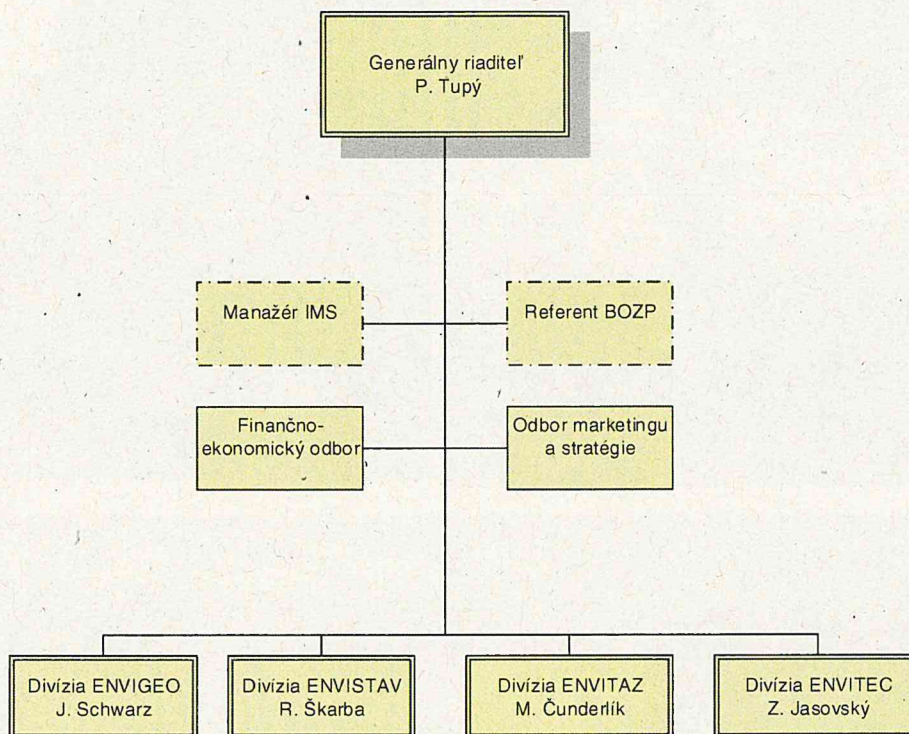 Generálny riaditeľ
P. Tupý
Manažér IMS
Referent BOZP
Finančno-
ekonomický odbor
Odbor marketingu
a stratégie
Divízia ENVIGEO
J. Schwarz
Divízia ENVISTAV
R. Škarba
Divízia ENVITAZ
M. Čunderlík
Divízia ENVITEC
Z. Jasovský